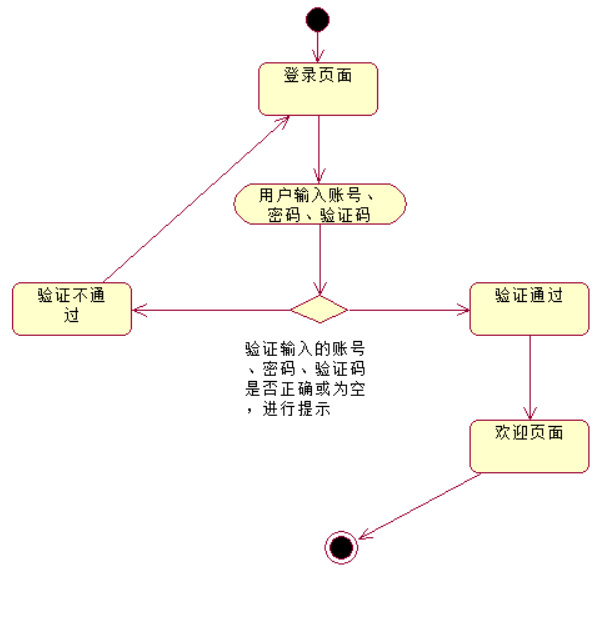 登录页面
用户输入账号、
密码、验证码
验证不通
过
验证通过
验证输入的账号
、密码、验证码
是否正确或为空
，进行提示
欢迎页面